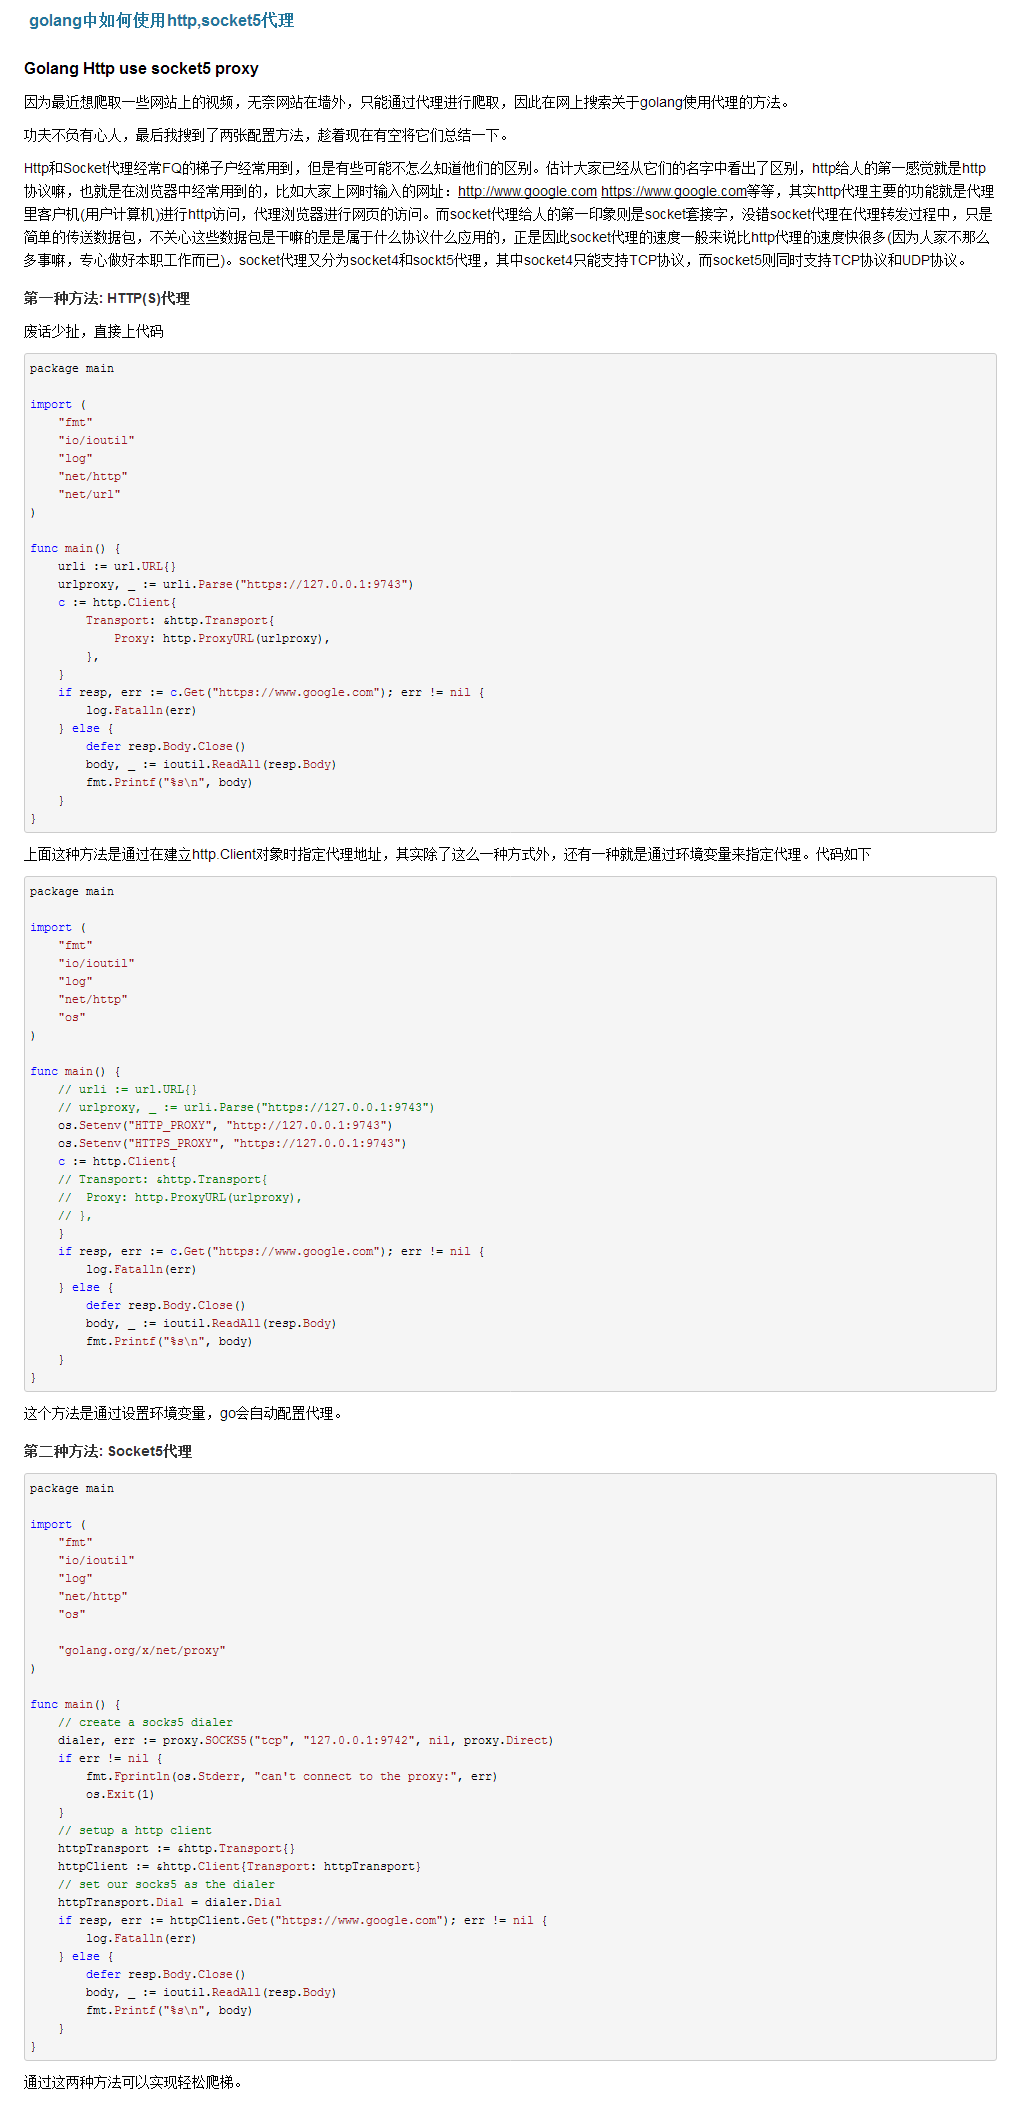 golang中如何使用http,socket5代理
Golang Http use socket5 proxy
因为最近想爬取一些网站上的视频，无奈网站在墙外，只能通过代理进行爬取，因此在网上搜索关于golang使用代理的方法。
功夫不负有心人，最后我搜到了两张配置方法，趁着现在有空将它们总结一下。
Http和Socket代理经常FQ的梯子户经常用到，但是有些可能不怎么知道他们的区别。估计大家已经从它们的名字中看出了区别，http给人的第一感觉就是http
协议嘛，也就是在浏览器中经常用到的，比如大家上网时输入的网址：http://www.google.com https://www.google.com等等，其实http代理主要的功能就是代理
里客户机(用户计算机)进行http访问，代理浏览器进行网页的访问。而socket代理给人的第一印象则是socket套接字，没错socket代理在代理转发过程中，只是
简单的传送数据包，不关心这些数据包是干嘛的是是属于什么协议什么应用的，正是因此socket代理的速度一般来说比http代理的速度快很多(因为人家不那么
多事嘛，专心做好本职工作而已)。socket代理又分为socket4和sockt5代理，其中socket4只能支持TCP协议，而socket5则同时支持TCP协议和UDP协议。
第一种方法: HTTP(S)代理
废话少扯，直接上代码
package main
import (
"fmt"
"io/ioutil"
"log"
"net/http"
"net/url"
)
func main() {
urli := url.URL{}
urlproxy, _ := urli.Parse("https://127.0.0.1:9743")
c := http.Client{
Transport: &http.Transport{
Proxy: http.ProxyURL(urlproxy),
},
}
if resp, err := c.Get("https://www.google.com"); err != nil {
log.Fatalln(err)
} else {
defer resp.Body.Close()
body, _ := ioutil.ReadAll(resp.Body)
fmt.Printf("%s\n", body)
}
}
上面这种方法是通过在建立http.Client对象时指定代理地址，其实除了这么一种方式外，还有一种就是通过环境变量来指定代理。代码如下
package main
import (
"fmt"
"io/ioutil"
"log"
"net/http"
"os"
)
func main() {
// urli := url.URL{}
// urlproxy, _ := urli.Parse("https://127.0.0.1:9743")
os.Setenv("HTTP_PROXY", "http://127.0.0.1:9743")
os.Setenv("HTTPS_PROXY", "https://127.0.0.1:9743")
c := http.Client{
// Transport: &http.Transport{
//  Proxy: http.ProxyURL(urlproxy),
// },
}
if resp, err := c.Get("https://www.google.com"); err != nil {
log.Fatalln(err)
} else {
defer resp.Body.Close()
body, _ := ioutil.ReadAll(resp.Body)
fmt.Printf("%s\n", body)
}
}
这个方法是通过设置环境变量，go会自动配置代理。
第二种方法: Socket5代理
package main
import (
"fmt"
"io/ioutil"
"log"
"net/http"
"os"
"golang.org/x/net/proxy"
)
func main() {
// create a socks5 dialer
dialer, err := proxy.SOCKS5("tcp", "127.0.0.1:9742", nil, proxy.Direct)
if err != nil {
fmt.Fprintln(os.Stderr, "can't connect to the proxy:", err)
os.Exit(1)
}
// setup a http client
httpTransport := &http.Transport{}
httpClient := &http.Client{Transport: httpTransport}
// set our socks5 as the dialer
httpTransport.Dial = dialer.Dial
if resp, err := httpClient.Get("https://www.google.com"); err != nil {
log.Fatalln(err)
} else {
defer resp.Body.Close()
body, _ := ioutil.ReadAll(resp.Body)
fmt.Printf("%s\n", body)
}
}
通过这两种方法可以实现轻松爬梯。